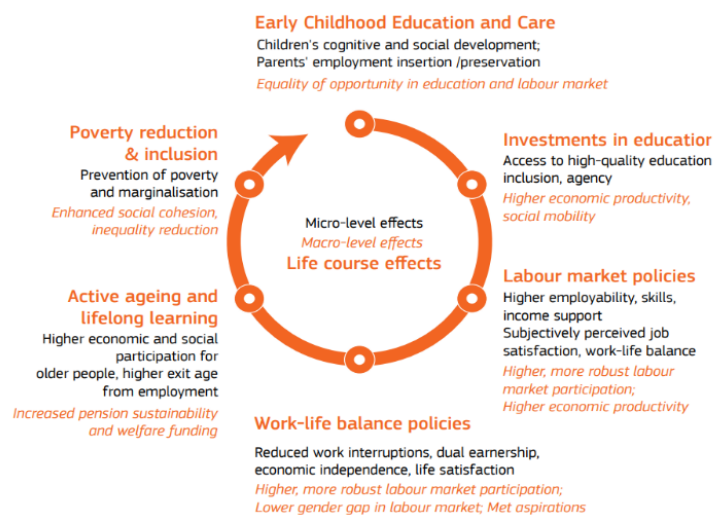 Early Childhood Education and Care
Children's cognitive and social development;
Parents' employment insertion /preservation
Equality of opportunity in education and labour market
Investments in education
Access to high-quality education
inclusion, agency
Higher economic productivity,
social mobility
Labour market policies
Higher employability, skills,
income support
Subjectively perceived job
satisfaction, work-life balance
Higher, more robust labour
market participation;
Higher economic productivity
Work-life balance policies
Reduced work interruptions, dual earnership,
economic independence, life satisfaction
Higher, more robust labour market participation;
Lower gender gap in labour market; Met aspirations
Active ageing and
lifelong learning
Higher economic and social
participation for
older people, higher exit age
from employment
Increased pension sustainability
and welfare funding
Poverty reduction
& inclusion
Prevention of poverty
and marginalisation
Enhanced social cohesion,
inequality reduction
Micro-level effects
Macro-level effects
Life course effects